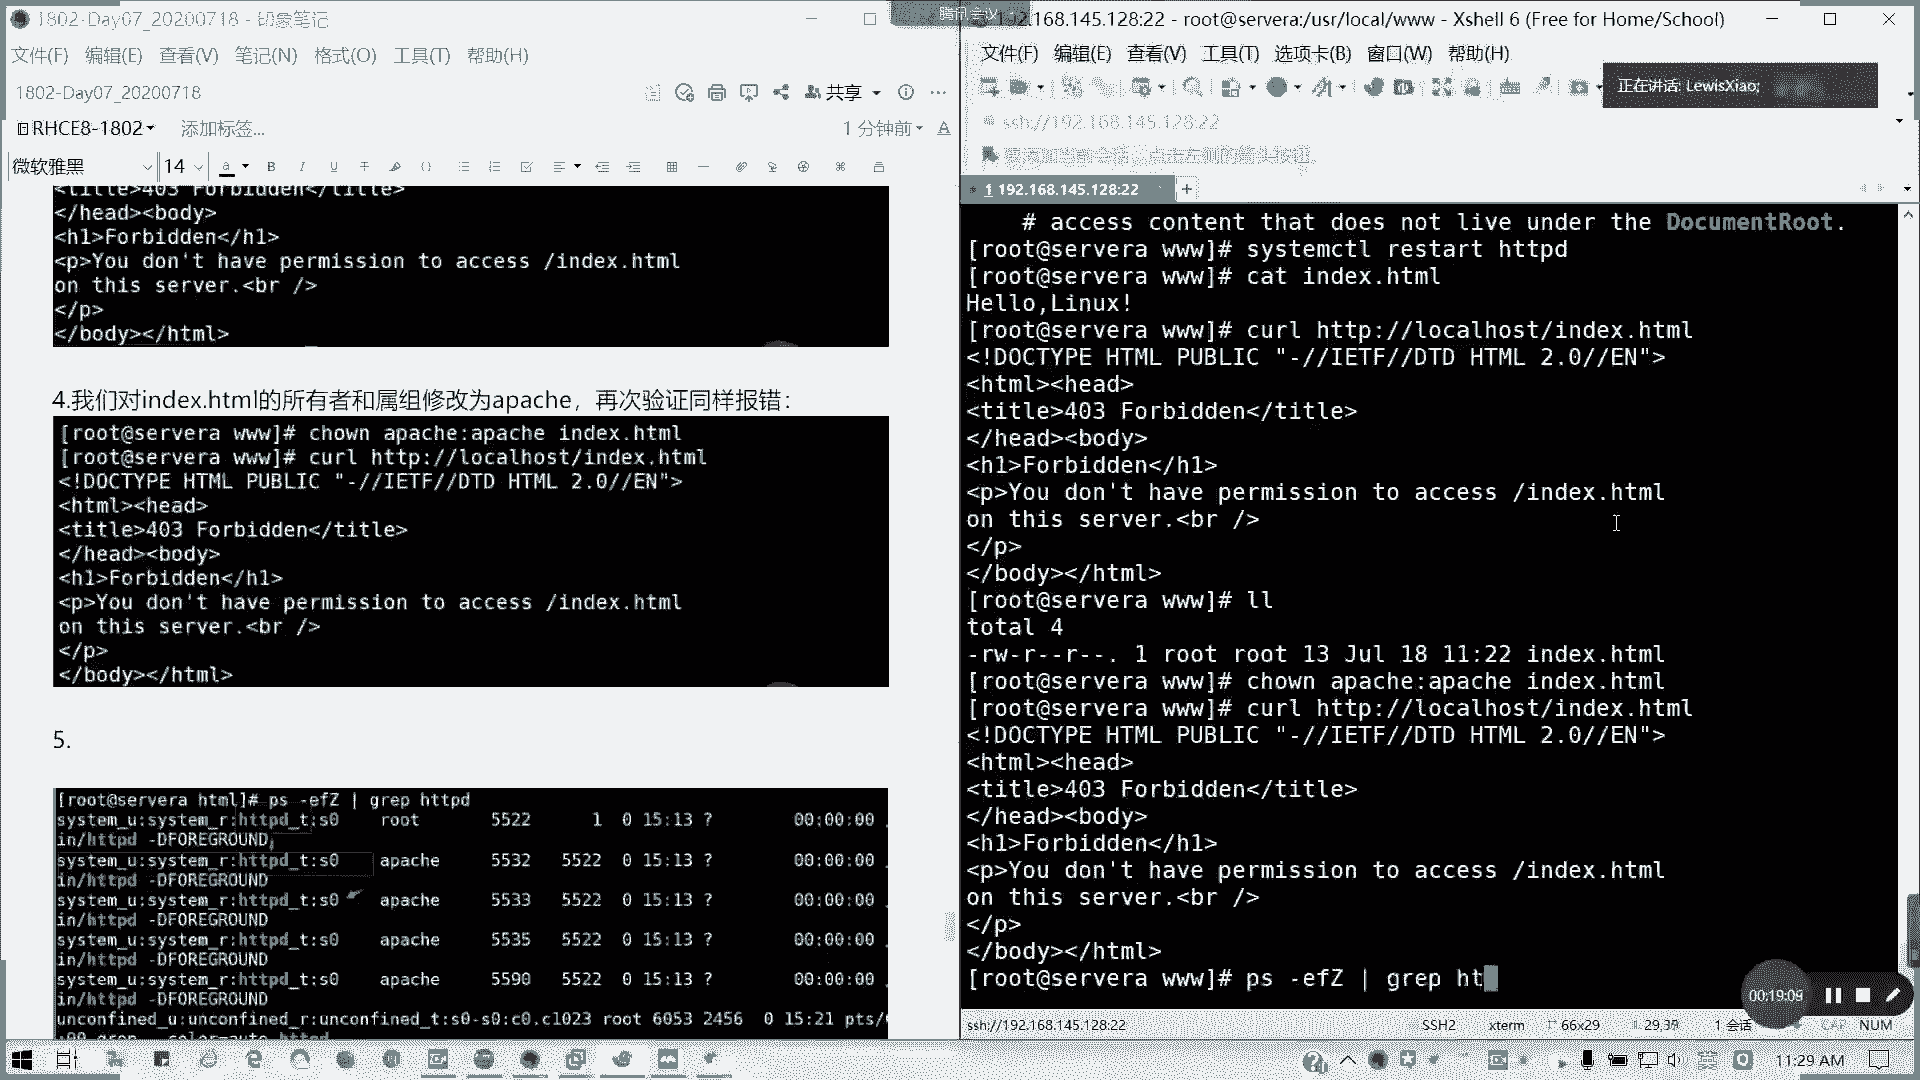 1802-Day07_20200718 - 印象笔记
文件(F) 编辑(E) 查看(V) 笔记(N) 格式(O) 工具(T) 帮助(H)
1802-Day07_20200718
共享
RHCE8-1802 添加标签...
1 分钟前
微软雅黑 14
<title>403 Forbidden</title>
</head><body>
<h1>Forbidden</h1>
<p>You don't have permission to access /index.html
on this server.<br />
</p>
</body></html>
4.我们对index.html的所有者和属组修改为apache，再次验证同样报错：
[root@servera www]# chown apache:apache index.html
[root@servera www]# curl http://localhost/index.html
<!DOCTYPE HTML PUBLIC "-//IETF//DTD HTML 2.0//EN">
<html><head>
<title>403 Forbidden</title>
</head><body>
<h1>Forbidden</h1>
<p>You don't have permission to access /index.html
on this server.<br />
</p>
</body></html>
5.
[root@servera html]# ps -efZ | grep httpd
system_u:system_r:httpd_t:s0 root 5522 1 0 15:13 ? 00:00:00
in/httpd -DFOREGROUND
system_u:system_r:httpd_t:s0 apache 5532 5522 0 15:13 ? 00:00:00
in/httpd -DFOREGROUND
system_u:system_r:httpd_t:s0 apache 5533 5522 0 15:13 ? 00:00:00
in/httpd -DFOREGROUND
system_u:system_r:httpd_t:s0 apache 5535 5522 0 15:13 ? 00:00:00
in/httpd -DFOREGROUND
system_u:system_r:httpd_t:s0 apache 5590 5522 0 15:13 ? 00:00:00
in/httpd -DFOREGROUND
unconfined_u:unconfined_r:unconfined_t:s0-s0:c0.c1023 root 6053 2456 0 15:21 pts/
:00 grep --color=auto httpd
腾讯会议
192.168.145.128:22 - root@servera:/usr/local/www - Xshell 6 (Free for Home/School)
文件(F) 编辑(E) 查看(V) 工具(T) 选项卡(B) 窗口(W) 帮助(H)
正在讲话: LewisXiao;
ssh://192.168.145.128:22
要添加当前会话，点击左侧的箭头按钮。
1 192.168.145.128:22
# access content that does not live under the DocumentRoot.
[root@servera www]# systemctl restart httpd
[root@servera www]# cat index.html
Hello,Linux!
[root@servera www]# curl http://localhost/index.html
<!DOCTYPE HTML PUBLIC "-//IETF//DTD HTML 2.0//EN">
<html><head>
<title>403 Forbidden</title>
</head><body>
<h1>Forbidden</h1>
<p>You don't have permission to access /index.html
on this server.<br />
</p>
</body></html>
[root@servera www]# ll
total 4
-rw-r--r--. 1 root root 13 Jul 18 11:22 index.html
[root@servera www]# chown apache:apache index.html
[root@servera www]# curl http://localhost/index.html
<!DOCTYPE HTML PUBLIC "-//IETF//DTD HTML 2.0//EN">
<html><head>
<title>403 Forbidden</title>
</head><body>
<h1>Forbidden</h1>
<p>You don't have permission to access /index.html
on this server.<br />
</p>
</body></html>
[root@servera www]# ps -efZ | grep ht
00:19:09
ssh://192.168.145.128:22 SSH2 xterm 66x29 29,38 1 会话 CAP NUM
英 11:29 AM